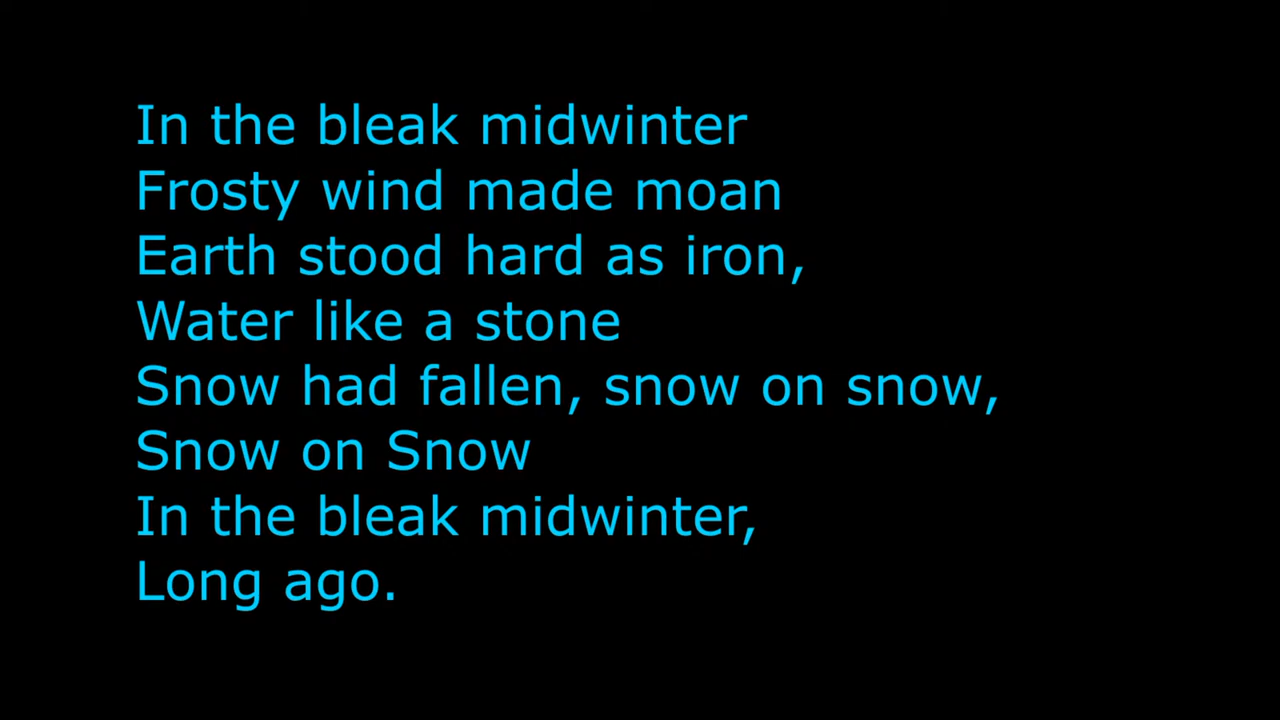 In the bleak midwinter
Frosty wind made moan
Earth stood hard as iron,
Water like a stone
Snow had fallen, snow on snow,
Snow on Snow
In the bleak midwinter,
Long ago.